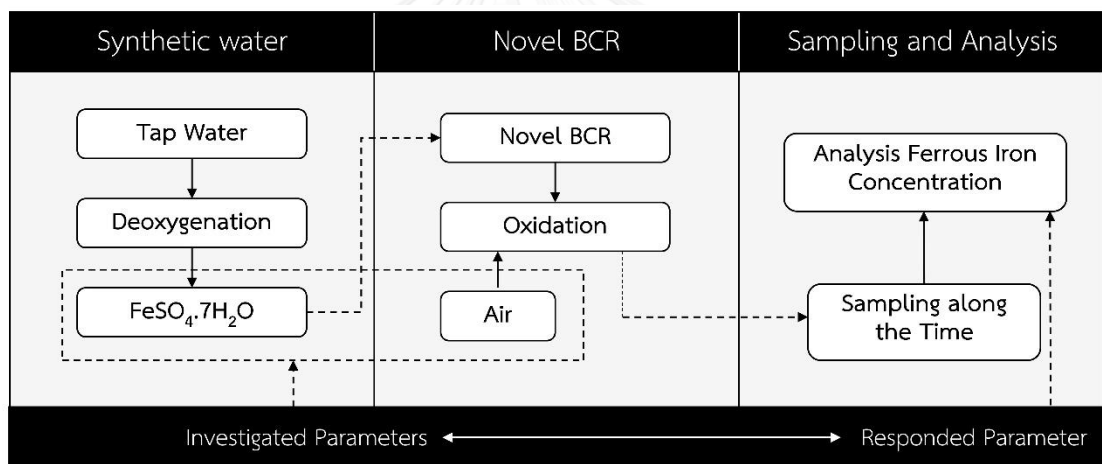 Synthetic water
Novel BCR
Sampling and Analysis
Tap Water
Deoxygenation
FeSO₄.7H₂O
Novel BCR
Oxidation
Air
Analysis Ferrous Iron
Concentration
Sampling along
the Time
Investigated Parameters
Responded Parameter